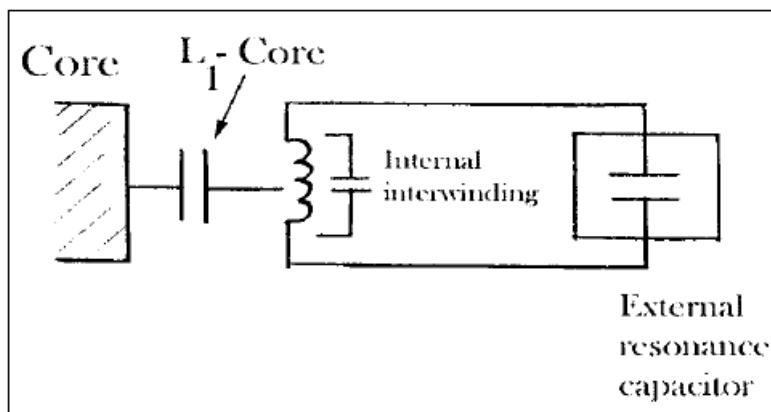 Core
L₁- Core
Internal
interwinding
External
resonance
capacitor